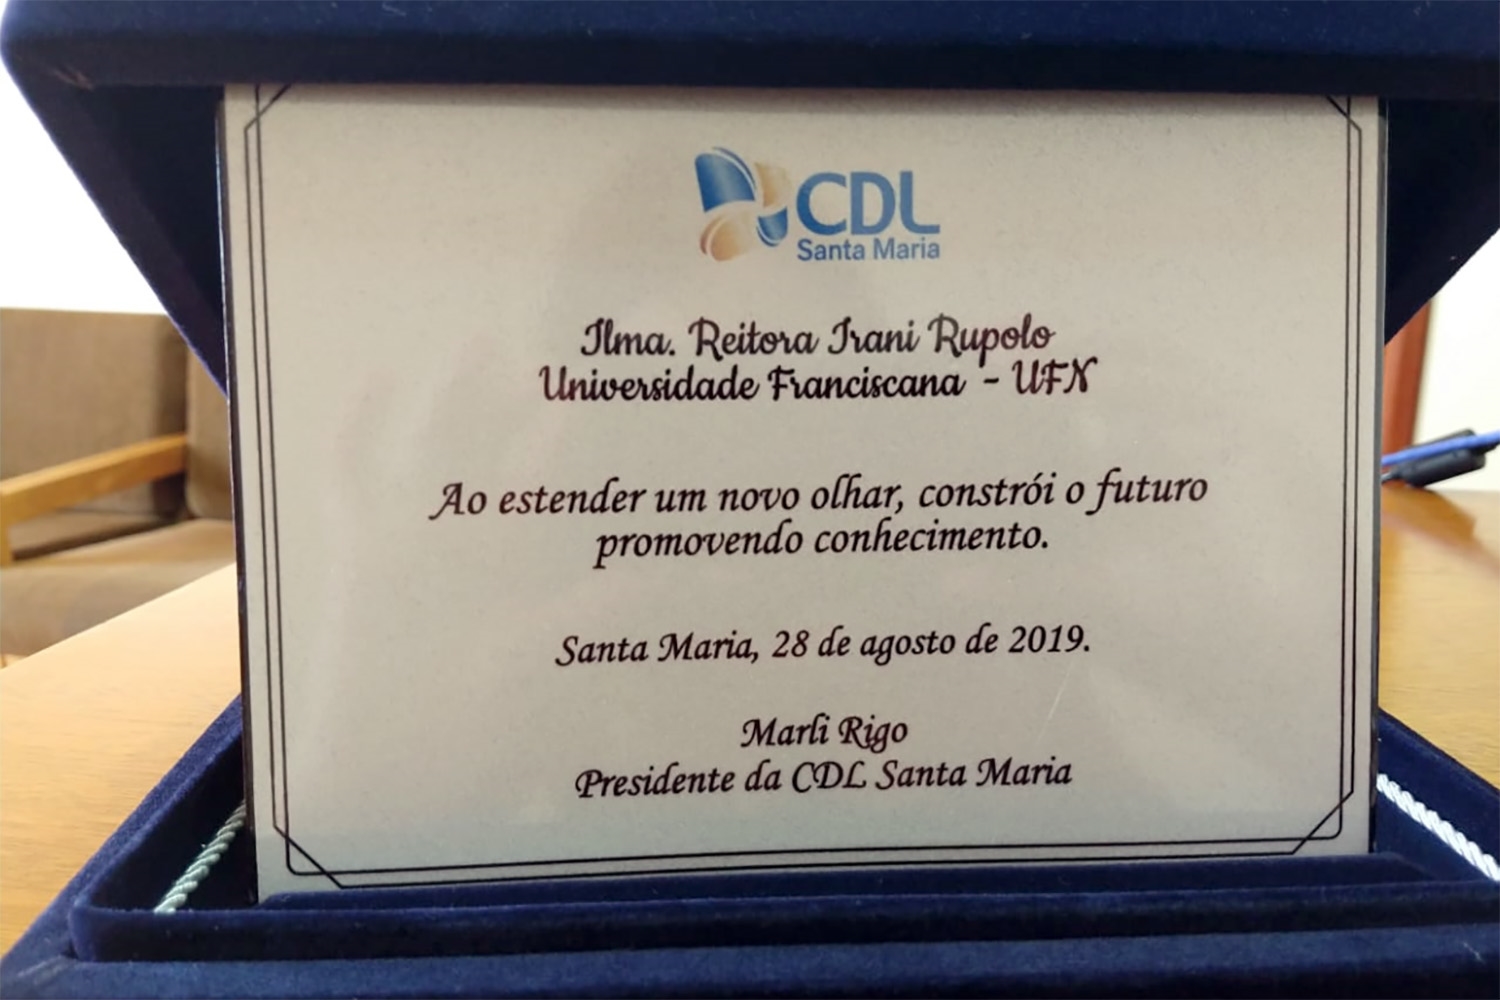 CDL
Santa Maria
Ilma. Reitora Irani Rupolo
Universidade Franciscana - UFN
Ao estender um novo olhar, constrói o futuro
promovendo conhecimento.
Santa Maria, 28 de agosto de 2019.
Marli Rigo
Presidente da CDL Santa Maria